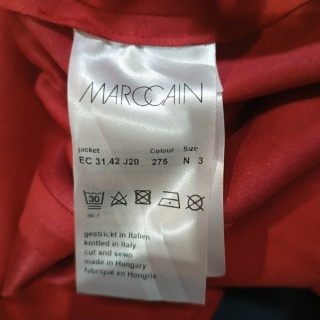 MARCCAIN
jacket Colour Size
EC 31.42 J20 275 N 3
30
gestrickt in Italien
knitted in Italy
cut and sewn
made in Hungary
fabriqué en Hongrie